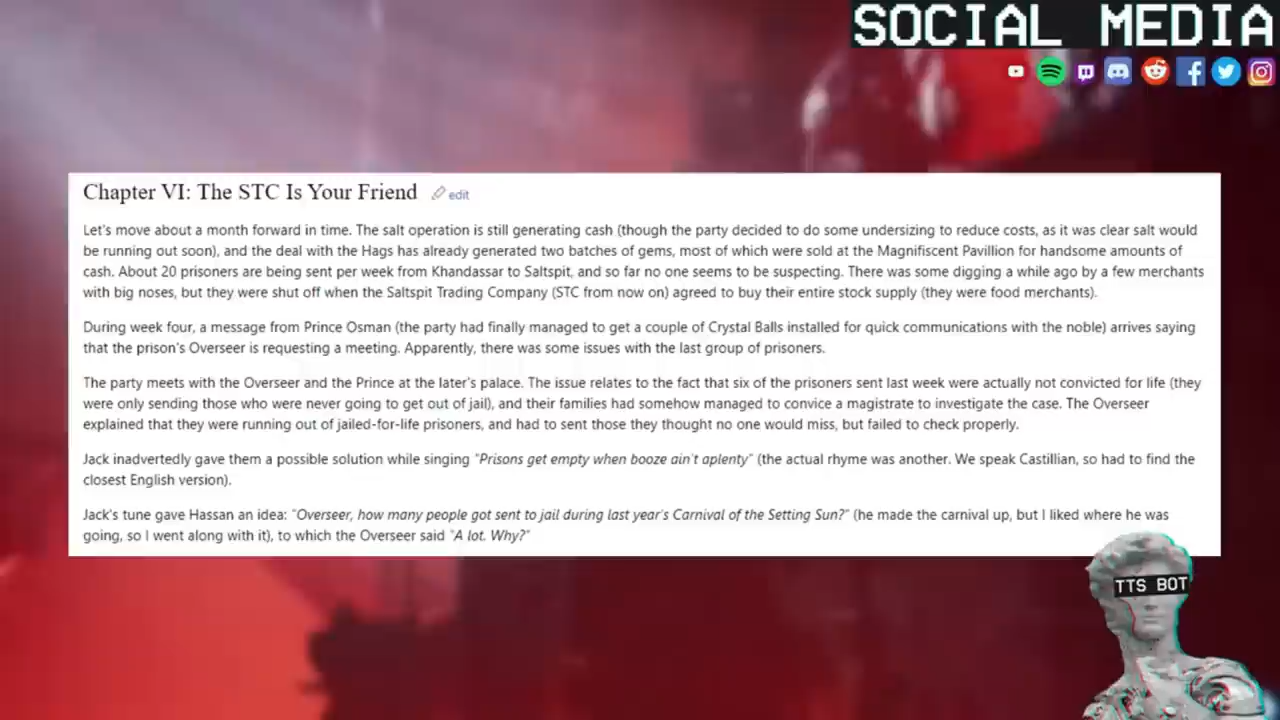 SOCIAL MEDIA
Chapter VI: The STC Is Your Friend edit
Let's move about a month forward in time. The salt operation is still generating cash (though the party decided to do some undersizing to reduce costs, as it was clear salt would
be running out soon), and the deal with the Hags has already generated two batches of gems, most of which were sold at the Magnifiscent Pavillion for handsome amounts of
cash. About 20 prisoners are being sent per week from Khandassar to Saltspit, and so far no one seems to be suspecting. There was some digging a while ago by a few merchants
with big noses, but they were shut off when the Saltspit Trading Company (STC from now on) agreed to buy their entire stock supply (they were food merchants).
During week four, a message from Prince Osman (the party had finally managed to get a couple of Crystal Balls installed for quick communications with the noble) arrives saying
that the prison's Overseer is requesting a meeting. Apparently, there was some issues with the last group of prisoners.
The party meets with the Overseer and the Prince at the later's palace. The issue relates to the fact that six of the prisoners sent last week were actually not convicted for life (they
were only sending those who were never going to get out of jail), and their families had somehow managed to convice a magistrate to investigate the case. The Overseer
explained that they were running out of jailed-for-life prisoners, and had to sent those they thought no one would miss, but failed to check properly.
Jack inadvertedly gave them a possible solution while singing "Prisons get empty when booze ain't aplenty" (the actual rhyme was another. We speak Castillian, so had to find the
closest English version).
Jack's tune gave Hassan an idea: "Overseer, how many people got sent to jail during last year's Carnival of the Setting Sun?" (he made the carnival up, but I liked where he was
going, so I went along with it), to which the Overseer said "A lot. Why?"
TTS BOT